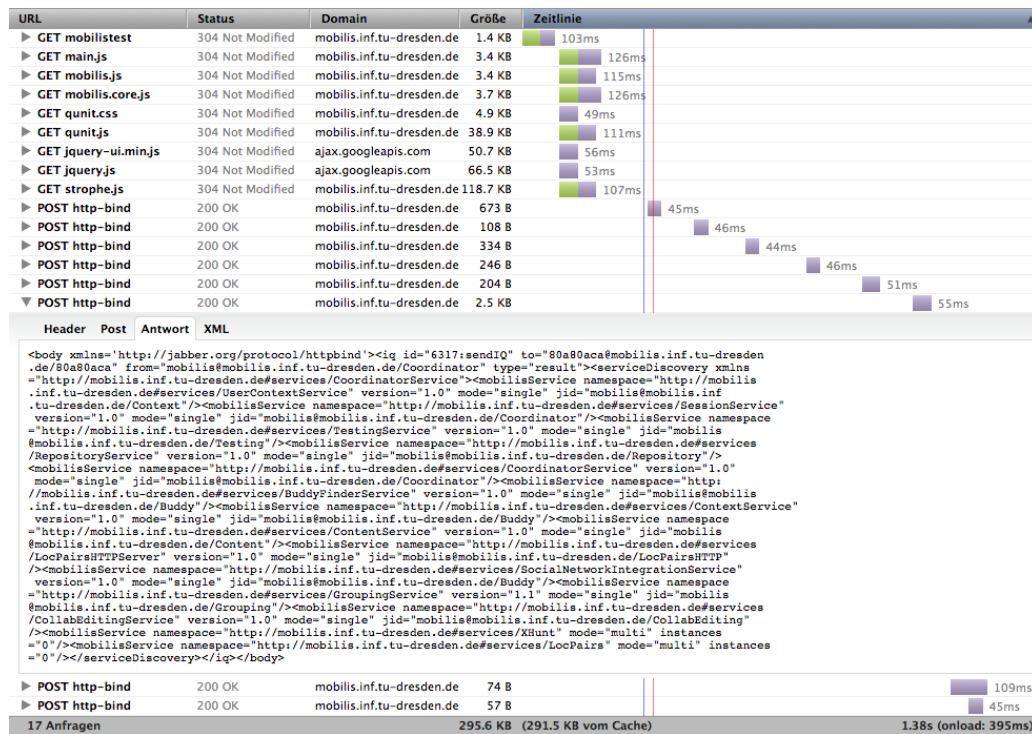 URL Status Domain Größe Zeitlinie
GET mobilistest 304 Not Modified mobilis.inf.tu-dresden.de 1.4 KB 103ms
GET main.js 304 Not Modified mobilis.inf.tu-dresden.de 3.4 KB 126ms
GET mobilis.js 304 Not Modified mobilis.inf.tu-dresden.de 3.4 KB 115ms
GET mobilis.core.js 304 Not Modified mobilis.inf.tu-dresden.de 3.7 KB 126ms
GET qunit.css 304 Not Modified mobilis.inf.tu-dresden.de 4.9 KB 49ms
GET qunit.js 304 Not Modified mobilis.inf.tu-dresden.de 38.9 KB 111ms
GET jquery-ui.min.js 304 Not Modified ajax.googleapis.com 50.7 KB 56ms
GET jquery.js 304 Not Modified ajax.googleapis.com 66.5 KB 53ms
GET strophe.js 304 Not Modified mobilis.inf.tu-dresden.de 118.7 KB 107ms
POST http-bind 200 OK mobilis.inf.tu-dresden.de 673 B 45ms
POST http-bind 200 OK mobilis.inf.tu-dresden.de 108 B 46ms
POST http-bind 200 OK mobilis.inf.tu-dresden.de 334 B 44ms
POST http-bind 200 OK mobilis.inf.tu-dresden.de 246 B 46ms
POST http-bind 200 OK mobilis.inf.tu-dresden.de 204 B 51ms
POST http-bind 200 OK mobilis.inf.tu-dresden.de 2.5 KB 55ms
Header Post Antwort XML
<body xmlns='http://jabber.org/protocol/httpbind'><iq id="6317:sendIQ" to="80a80aca@mobilis.inf.tu-dresden
.de/80a80aca" from="mobilis@mobilis.inf.tu-dresden.de/Coordinator" type="result"><serviceDiscovery xmlns
="http://mobilis.inf.tu-dresden.de#services/CoordinatorService"><mobilisService namespace="http://mobilis
.inf.tu-dresden.de#services/UserContextService" version="1.0" mode="single" jid="mobilis@mobilis.inf
.tu-dresden.de/Context"/><mobilisService namespace="http://mobilis.inf.tu-dresden.de#services/SessionService"
version="1.0" mode="single" jid="mobilis@mobilis.inf.tu-dresden.de/Coordinator"/><mobilisService namespace
="http://mobilis.inf.tu-dresden.de#services/TestingService" version="1.0" mode="single" jid="mobilis
@mobilis.inf.tu-dresden.de/Testing"/><mobilisService namespace="http://mobilis.inf.tu-dresden.de#services
/RepositoryService" version="1.0" mode="single" jid="mobilis@mobilis.inf.tu-dresden.de/Repository"/>
<mobilisService namespace="http://mobilis.inf.tu-dresden.de#services/CoordinatorService" version="1.0"
mode="single" jid="mobilis@mobilis.inf.tu-dresden.de/Coordinator"/><mobilisService namespace="http:
//mobilis.inf.tu-dresden.de#services/BuddyFinderService" version="1.0" mode="single" jid="mobilis@mobilis
.inf.tu-dresden.de/Buddy"/><mobilisService namespace="http://mobilis.inf.tu-dresden.de#services/ContextService"
version="1.0" mode="single" jid="mobilis@mobilis.inf.tu-dresden.de/Buddy"/><mobilisService namespace
="http://mobilis.inf.tu-dresden.de#services/ContentService" version="1.0" mode="single" jid="mobilis
@mobilis.inf.tu-dresden.de/Content"/><mobilisService namespace="http://mobilis.inf.tu-dresden.de#services
/LocPairsHTTPServer" version="1.0" mode="single" jid="mobilis@mobilis.inf.tu-dresden.de/LocPairsHTTP"
/><mobilisService namespace="http://mobilis.inf.tu-dresden.de#services/SocialNetworkIntegrationService"
version="1.0" mode="single" jid="mobilis@mobilis.inf.tu-dresden.de/Buddy"/><mobilisService namespace
="http://mobilis.inf.tu-dresden.de#services/GroupingService" version="1.1" mode="single" jid="mobilis
@mobilis.inf.tu-dresden.de/Grouping"/><mobilisService namespace="http://mobilis.inf.tu-dresden.de#services
/CollabEditingService" version="1.0" mode="single" jid="mobilis@mobilis.inf.tu-dresden.de/CollabEditing"
/><mobilisService namespace="http://mobilis.inf.tu-dresden.de#services/XHunt" mode="multi" instances
="0"/><mobilisService namespace="http://mobilis.inf.tu-dresden.de#services/LocPairs" mode="multi" instances
="0"/></serviceDiscovery></iq></body>
POST http-bind 200 OK mobilis.inf.tu-dresden.de 74 B 109ms
POST http-bind 200 OK mobilis.inf.tu-dresden.de 57 B 45ms
17 Anfragen 295.6 KB (291.5 KB vom Cache) 1.38s (onload: 395ms)